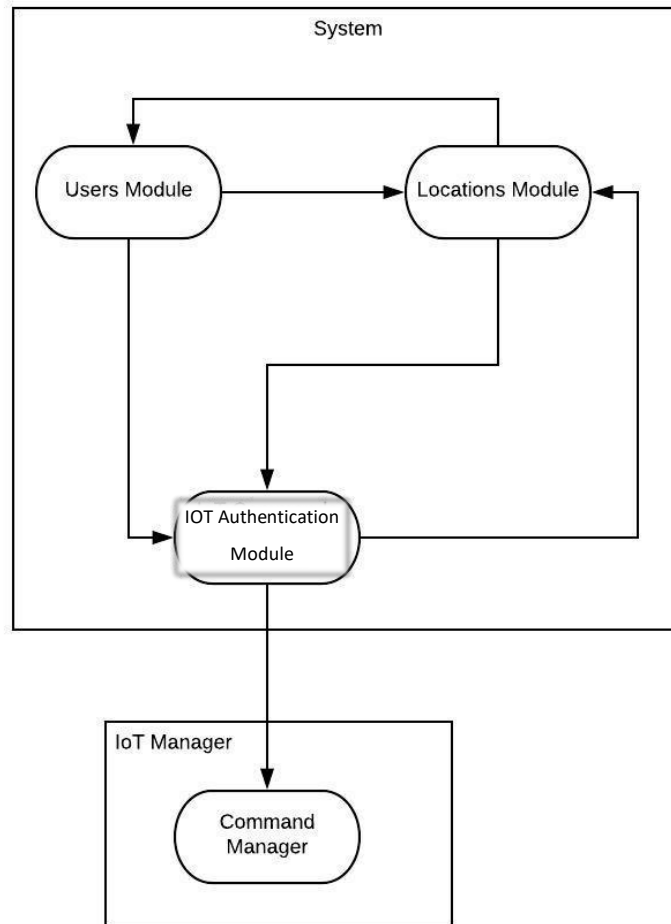 System
Users Module
Locations Module
IOT Authentication
Module
IoT Manager
Command
Manager